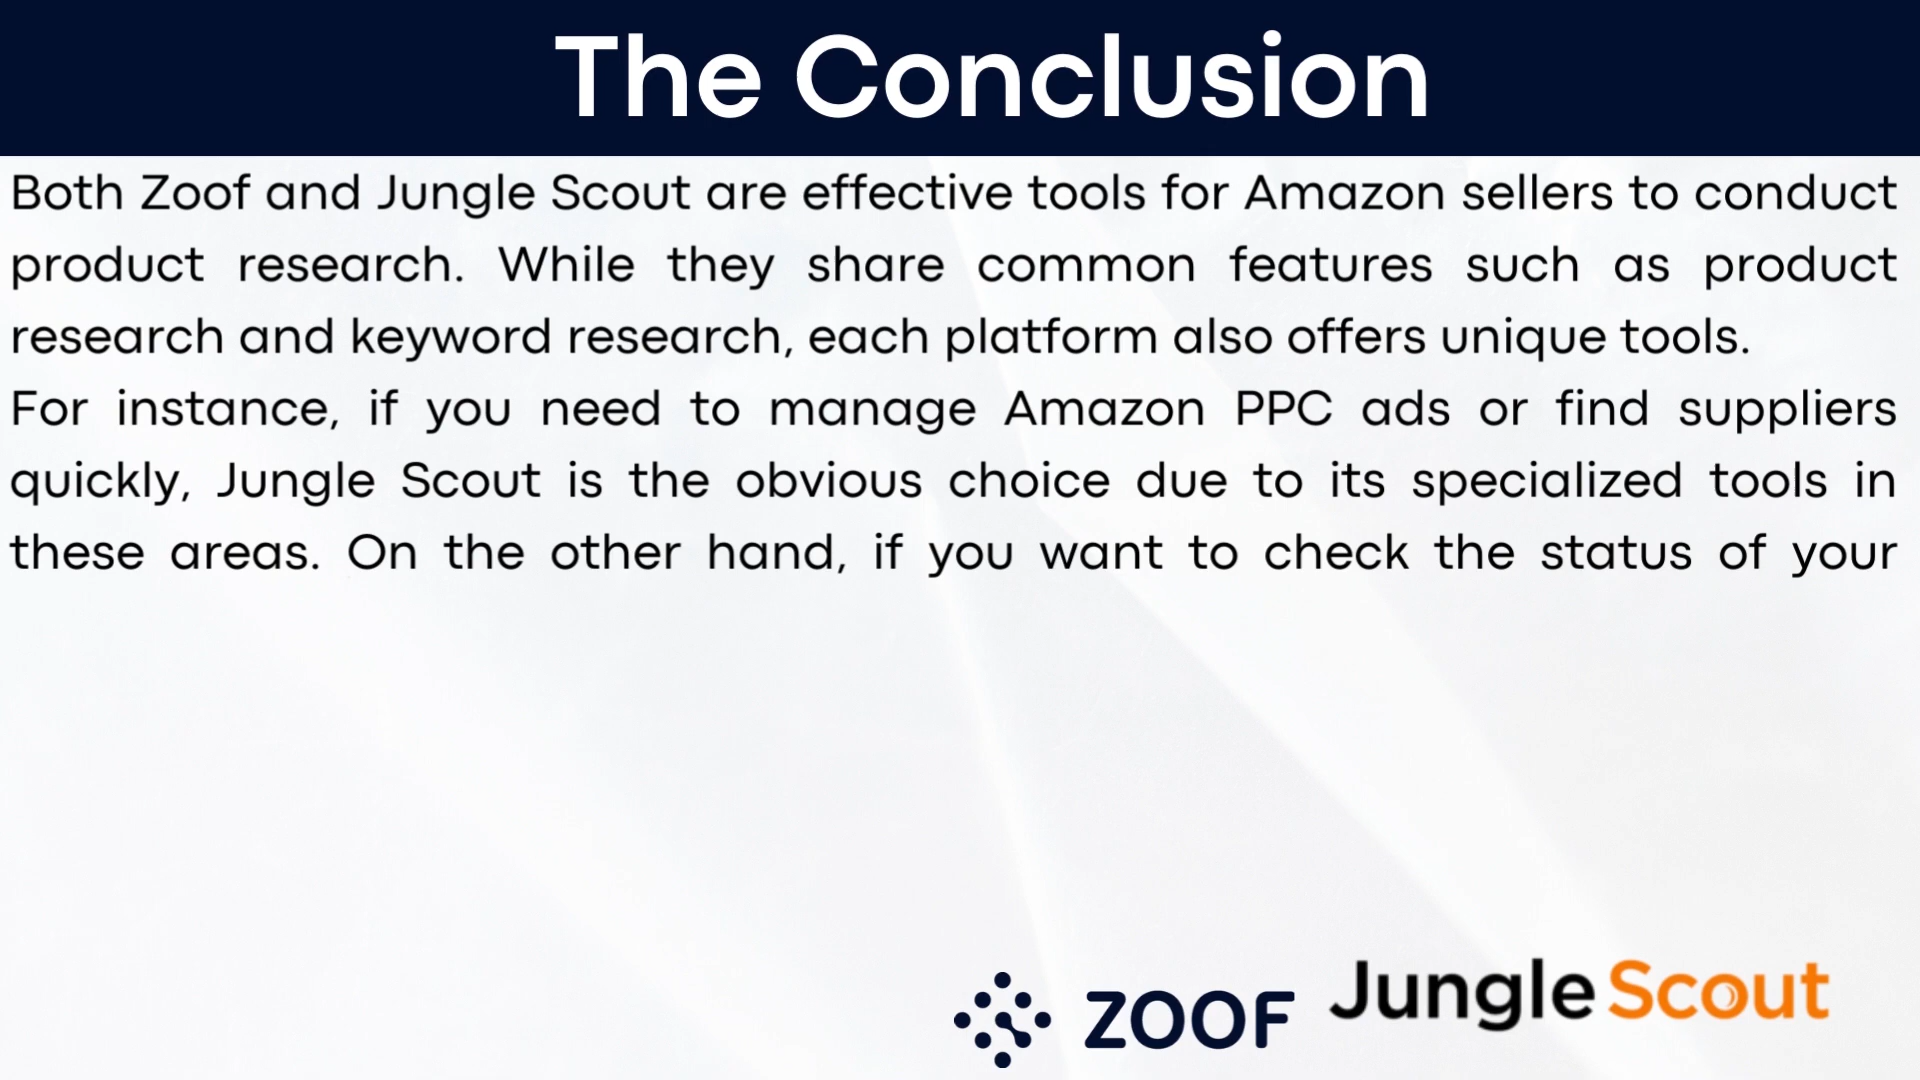 The Conclusion
Both Zoof and Jungle Scout are effective tools for Amazon sellers to conduct
product research. While they share common features such as product
research and keyword research, each platform also offers unique tools.
For instance, if you need to manage Amazon PPC ads or find suppliers
quickly, Jungle Scout is the obvious choice due to its specialized tools in
these areas. On the other hand, if you want to check the status of your
ZOOF
Jungle Scout